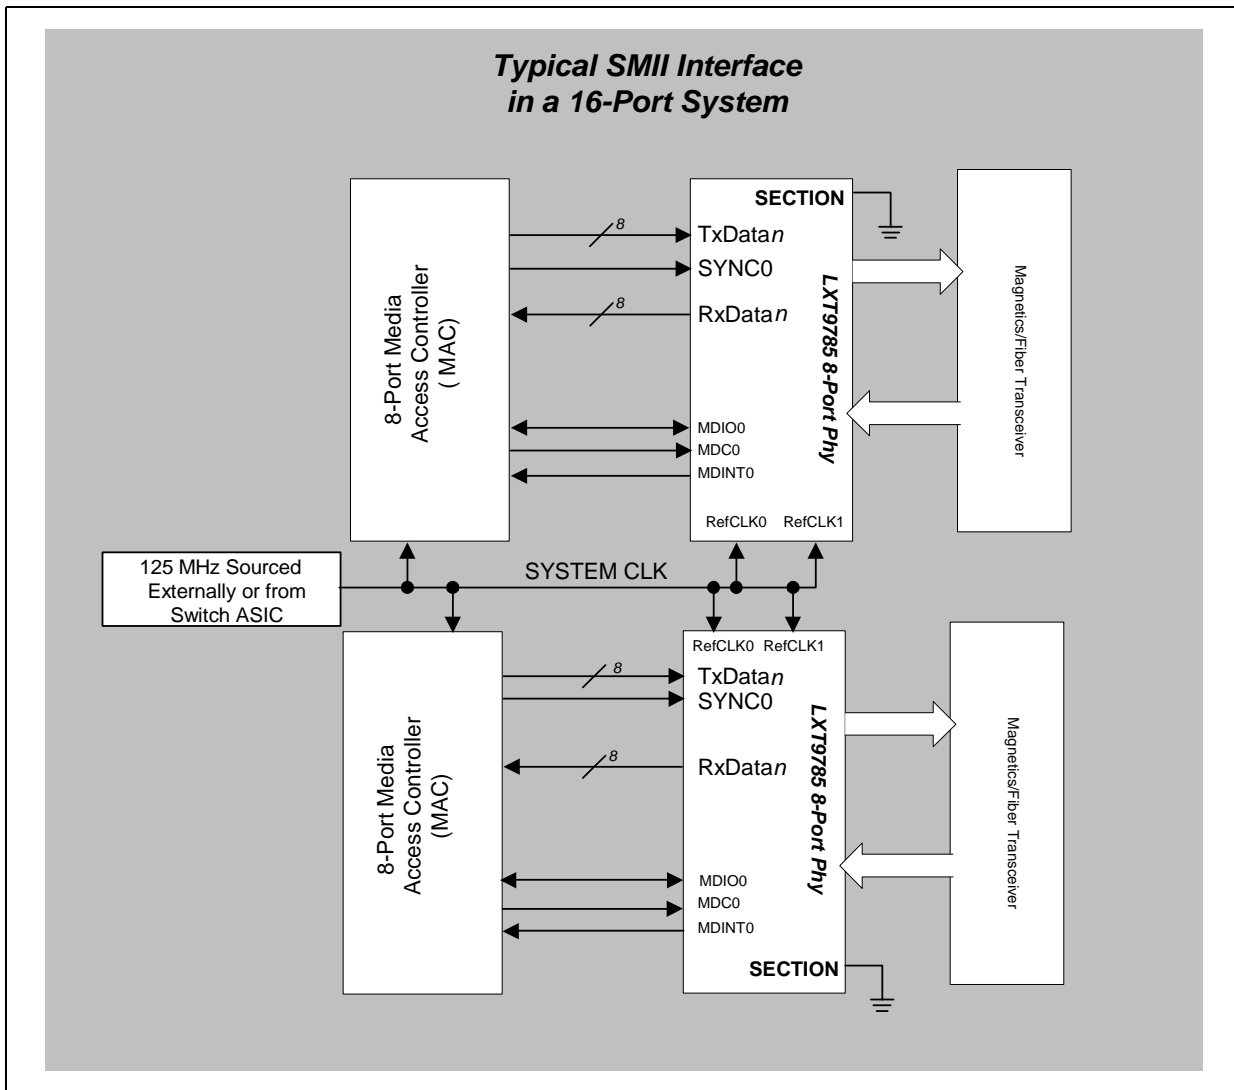 Typical SMII Interface
in a 16-Port System
8-Port Media
Access Controller
( MAC)
8
8
SECTION
TxDatan
SYNC0
RxDatan
MDIO0
MDC0
MDINT0
RefCLK0 RefCLK1
LXT9785 8-Port Phy
Magnetics/Fiber Transceiver
125 MHz Sourced
Externally or from
Switch ASIC
SYSTEM CLK
8-Port Media
Access Controller
(MAC)
8
8
RefCLK0 RefCLK1
TxDatan
SYNC0
RxDatan
MDIO0
MDC0
MDINT0
SECTION
LXT9785 8-Port Phy
Magnetics/Fiber Transceiver